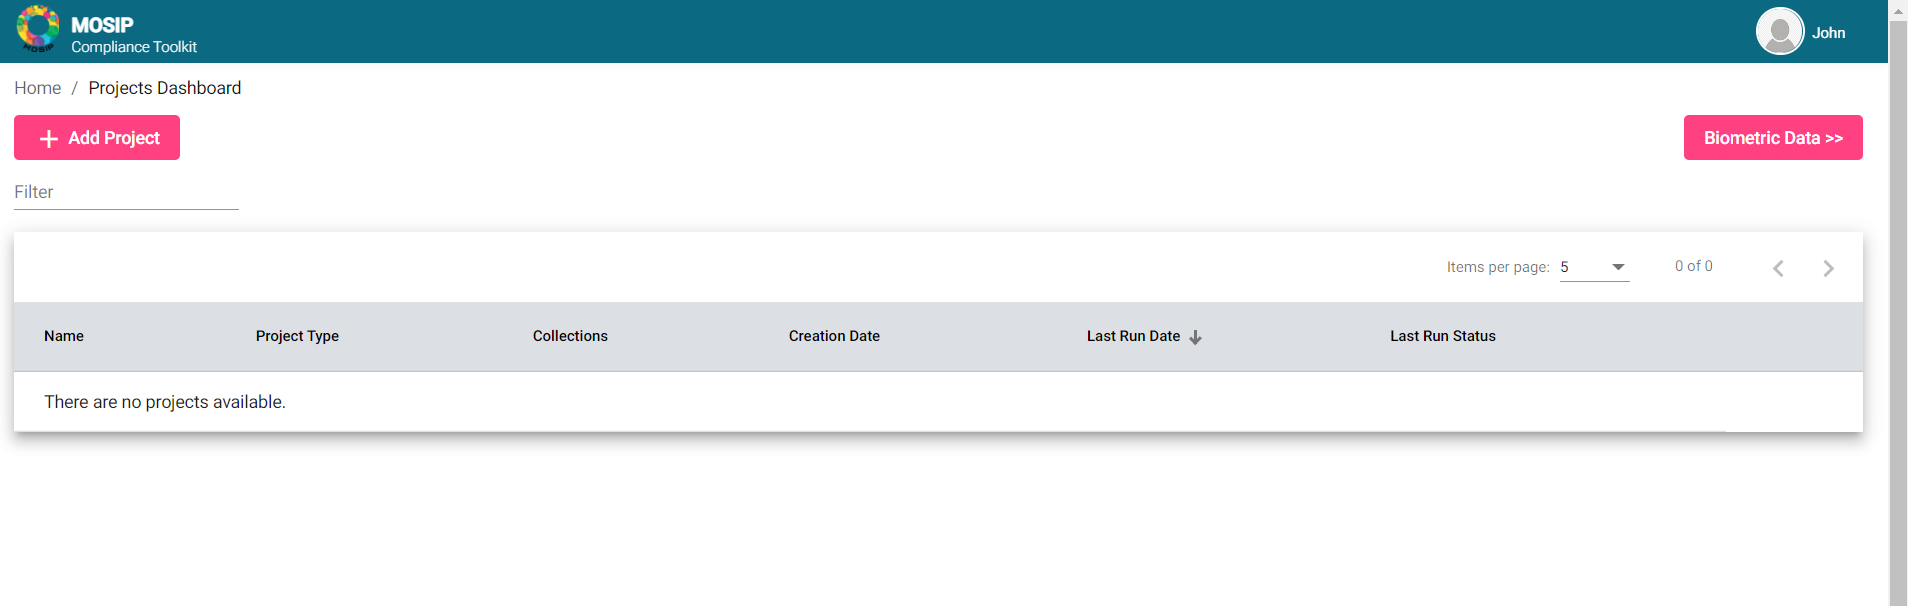 MOSIP
Compliance Toolkit
MOSIP
John
Home / Projects Dashboard
+ Add Project
Biometric Data >>
Filter
Items per page: 5 0 of 0
Name Project Type Collections Creation Date Last Run Date Last Run Status
There are no projects available.